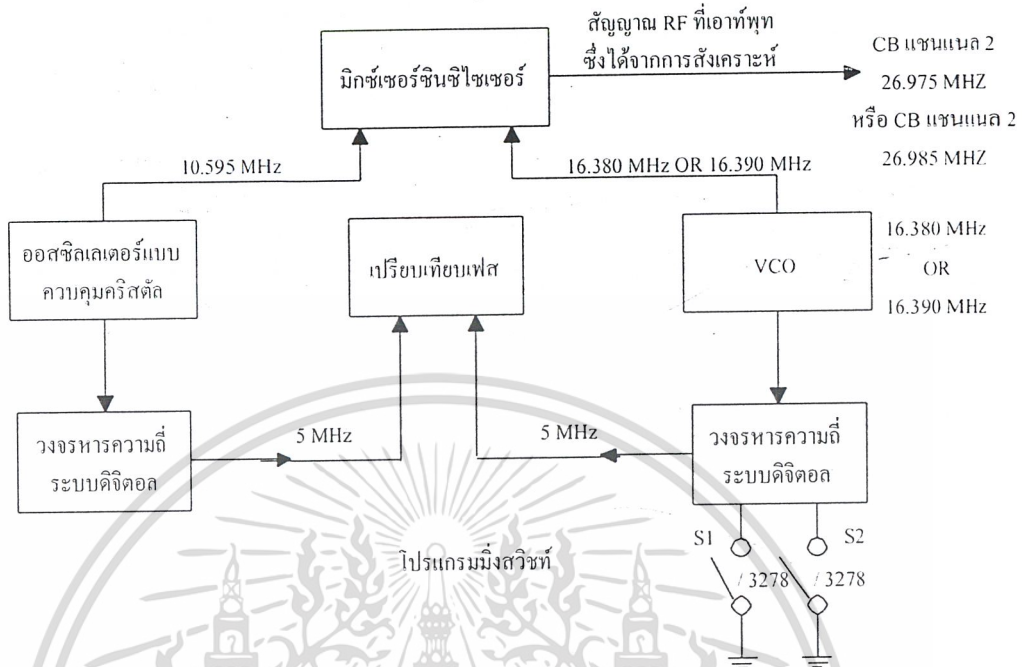 สัญญาณ RF ที่เอาท์พุท
ซึ่งได้จากการสังเคราะห์
มิกซ์เซอร์ซินซิไซเซอร์
CB แชนแนล 2
26.975 MHZ
หรือ CB แชนแนล 2
26.985 MHZ
10.595 MHz
16.380 MHz OR 16.390 MHz
ออสซิลเลเตอร์แบบ
ควบคุมคริสตัล
เปรียบเทียบเฟส
VCO
16.380 MHz
OR
16.390 MHz
วงจรหารความถี่
ระบบดิจิตอล
5 MHz
5 MHz
วงจรหารความถี่
ระบบดิจิตอล
โปรแกรมมิ่งสวิชท์
S1
S2
/ 3278
/ 3278